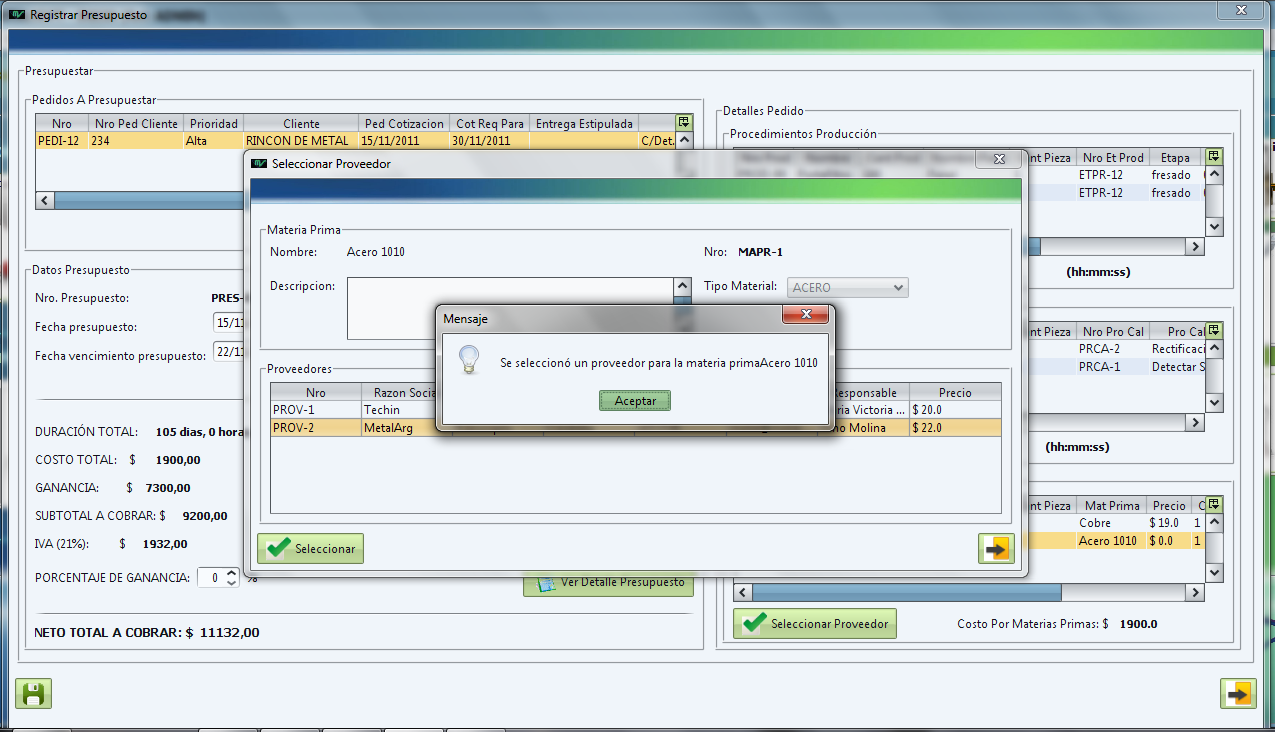 Registrar Presupuesto
Presupuestar
Pedidos A Presupuestar
Nro Nro Ped Cliente Prioridad Cliente Ped Cotizacion Cot Req Para Entrega Estipulada
PEDI-12 234 Alta RINCON DE METAL 15/11/2011 30/11/2011 C/Det.
Datos Presupuesto
Nro. Presupuesto: PRES-
Fecha presupuesto: 15/11
Fecha vencimiento presupuesto: 22/11
DURACIÓN TOTAL: 105 dias, 0 hora
COSTO TOTAL: $ 1900,00
GANANCIA: $ 7300,00
SUBTOTAL A COBRAR: $ 9200,00
IVA (21%): $ 1932,00
PORCENTAJE DE GANANCIA: 0 %
NETO TOTAL A COBRAR: $ 11132,00
Ver Detalle Presupuesto
Seleccionar Proveedor
Materia Prima
Nombre: Acero 1010 Nro: MAPR-1
Descripcion: Tipo Material: ACERO
Proveedores
Nro Razon Socia Responsable Precio
PROV-1 Techin ria Victoria ... $ 20.0
PROV-2 MetalArg no Molina $ 22.0
Seleccionar
Mensaje
Se seleccionó un proveedor para la materia primaAcero 1010
Aceptar
Detalles Pedido
Procedimientos Producción
nt Pieza Nro Et Prod Etapa
ETPR-12 fresado
ETPR-12 fresado
(hh:mm:ss)
nt Pieza Nro Pro Cal Pro Cal
PRCA-2 Rectificaci
PRCA-1 Detectar S
(hh:mm:ss)
nt Pieza Mat Prima Precio C
Cobre $ 19.0 1
Acero 1010 $ 0.0 1
Seleccionar Proveedor Costo Por Materias Primas: $ 1900.0